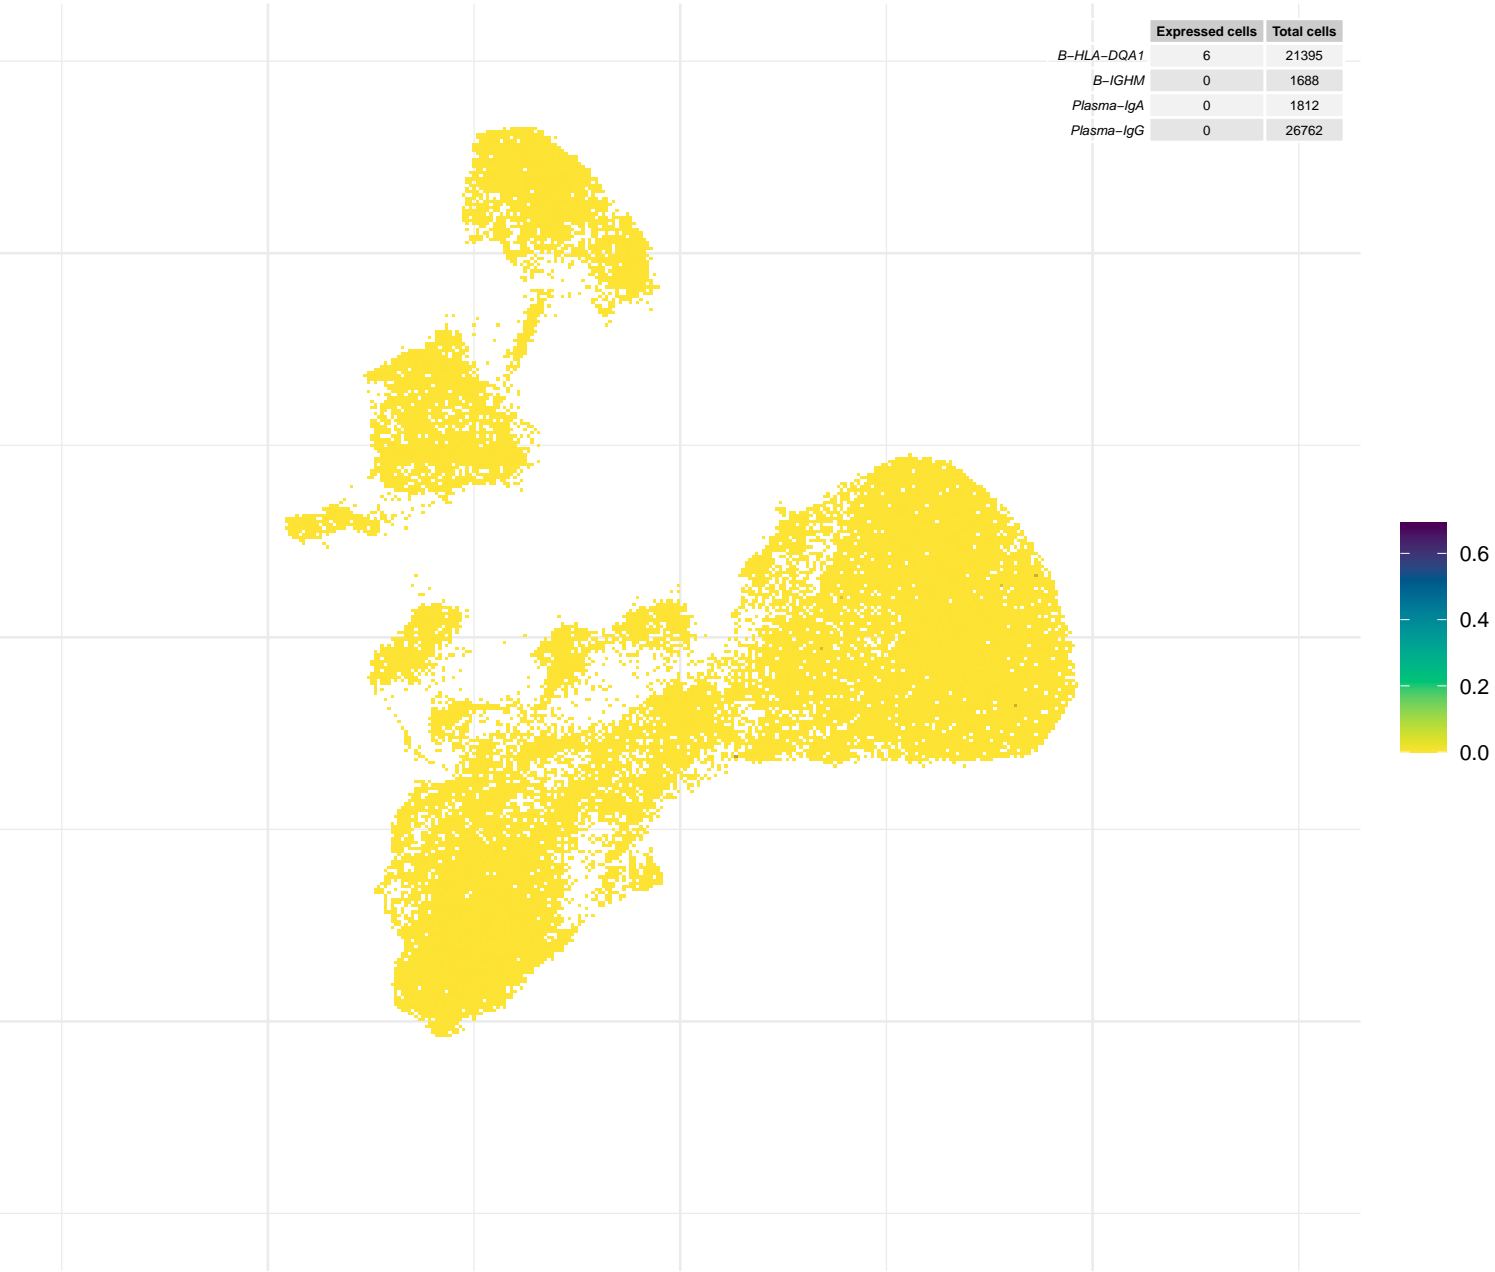 Expressed cells Total cells
B−HLA−DQA1 6 21395
B−IGHM 0 1688
Plasma−IgA 0 1812
Plasma−IgG 0 26762
0.6
0.4
0.2
0.0